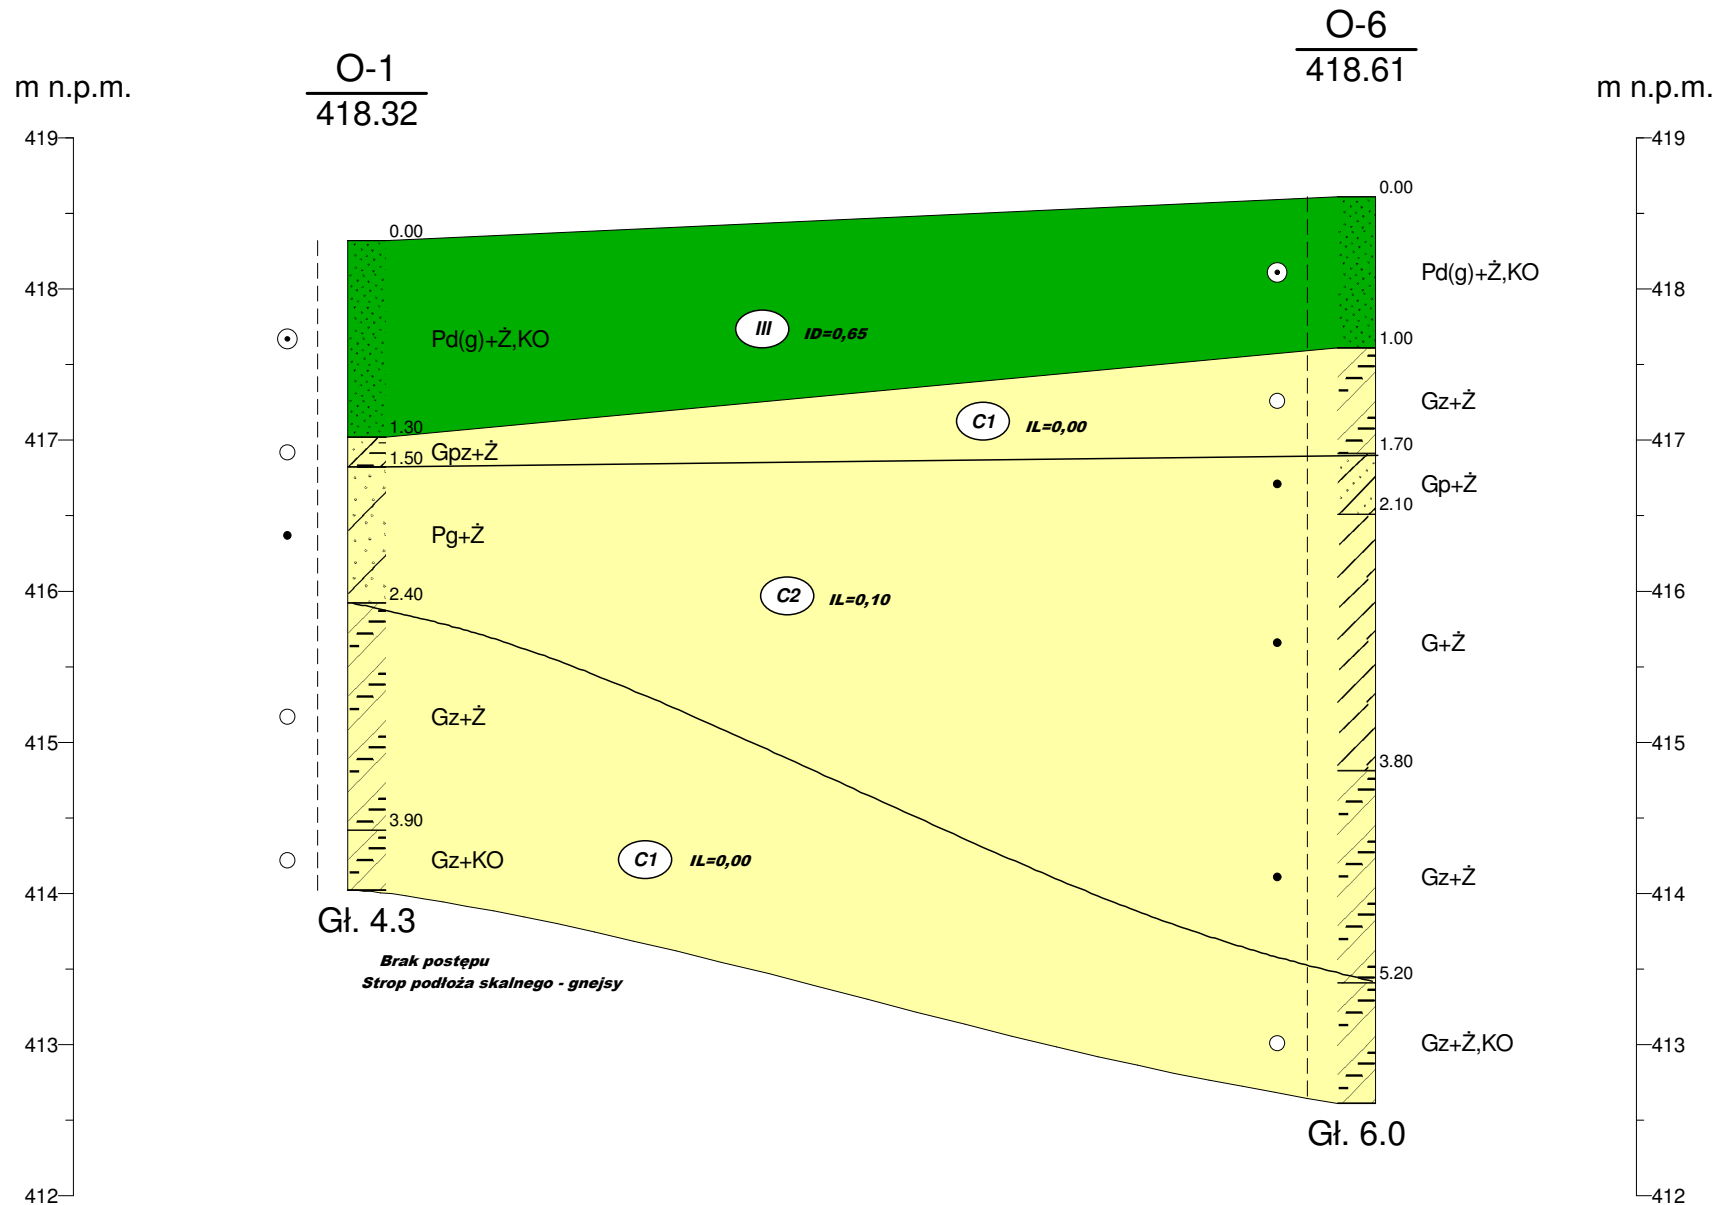 O-6
418.61
O-1
418.32
m n.p.m.
m n.p.m.
419
419
0.00
0.00
Pd(g)+Ż,KO
418
418
III
ID=0,65
Pd(g)+Ż,KO
1.00
Gz+Ż
C1
IL=0,00
1.30
417
417
1.70
Gpz+Ż
1.50
Gp+Ż
2.10
Pg+Ż
416
416
2.40
C2
IL=0,10
G+Ż
Gz+Ż
415
415
3.80
3.90
Gz+KO
C1
IL=0,00
Gz+Ż
414
414
Gł. 4.3
Brak postępu
Strop podłoża skalnego - gnejsy
5.20
413
413
Gz+Ż,KO
Gł. 6.0
412
412